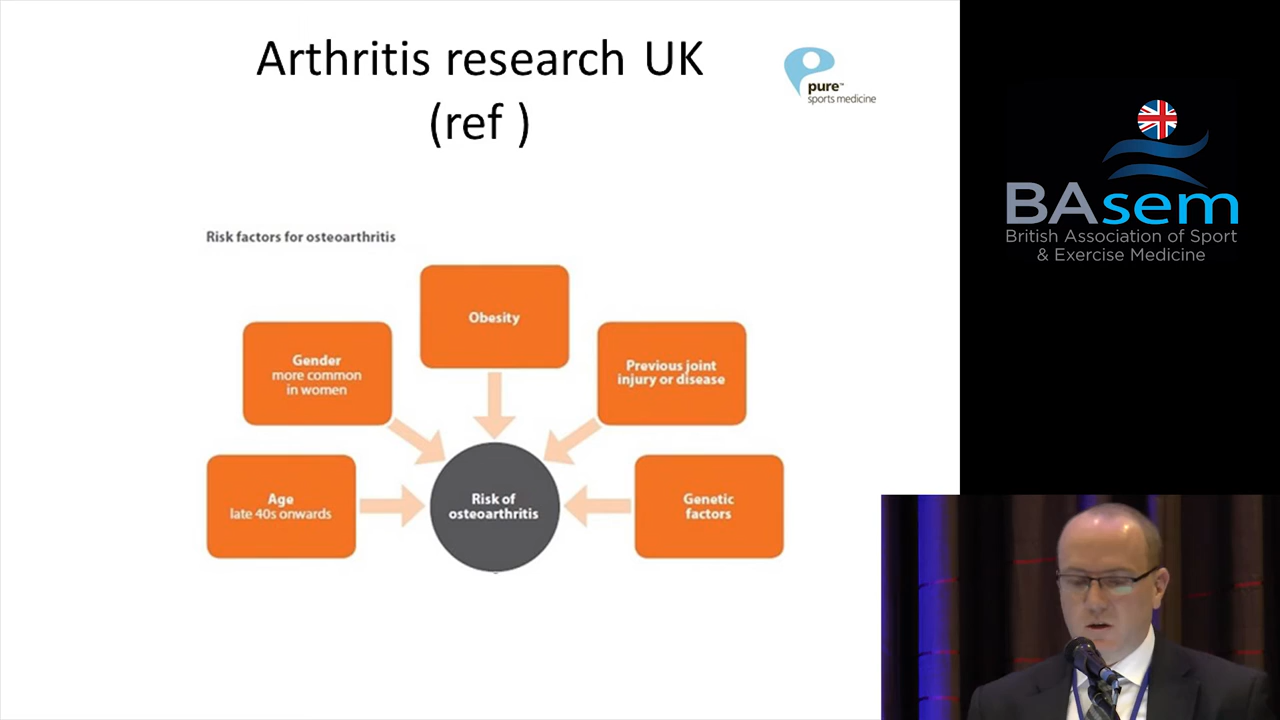 Arthritis research UK
(ref )
pure™
sports medicine
Risk factors for osteoarthritis
Obesity
Gender
more common
in women
Previous joint
injury or disease
Age
late 40s onwards
Risk of
osteoarthritis
Genetic
factors
BAsem
British Association of Sport
& Exercise Medicine